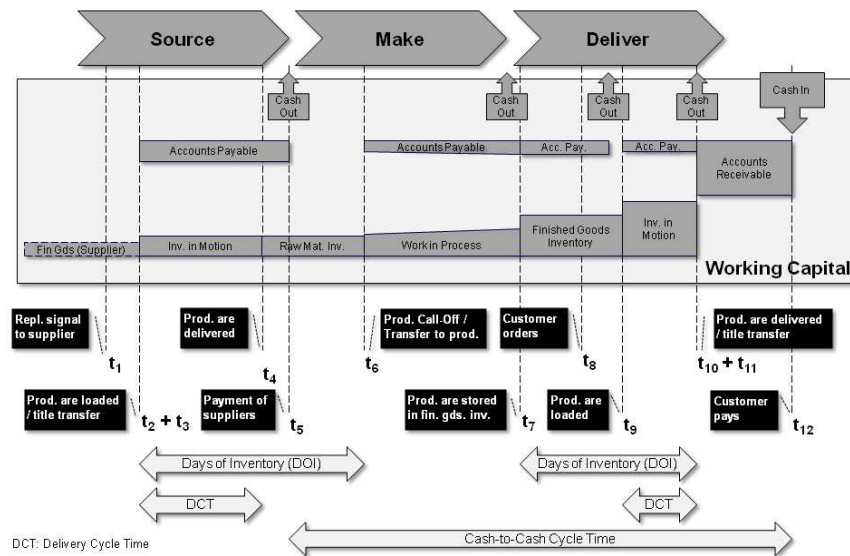 Source
Make
Deliver
Cash
Out
Cash
Out
Cash
Out
Cash
Out
Cash In
Accounts Payable
Accounts Payable
Acc. Pay.
Acc. Pay.
Accounts
Receivable
Fin Gds (Supplier)
Inv. in Motion
Raw Mat. Inv.
Work in Process
Finished Goods
Inventory
Inv. in
Motion
Working Capital
Repl. signal
to supplier
t1
Prod. are
delivered
t4
Prod. Call-Off /
Transfer to prod.
t6
Customer
orders
t8
Prod. are delivered
/ title transfer
t10 + t11
Prod. are loaded
/ title transfer
t2 + t3
Payment of
suppliers
t5
Prod. are stored
in fin. gds. inv.
t7
Prod. are
loaded
t9
Customer
pays
t12
Days of Inventory (DOI)
Days of Inventory (DOI)
DCT
DCT
Cash-to-Cash Cycle Time
DCT: Delivery Cycle Time